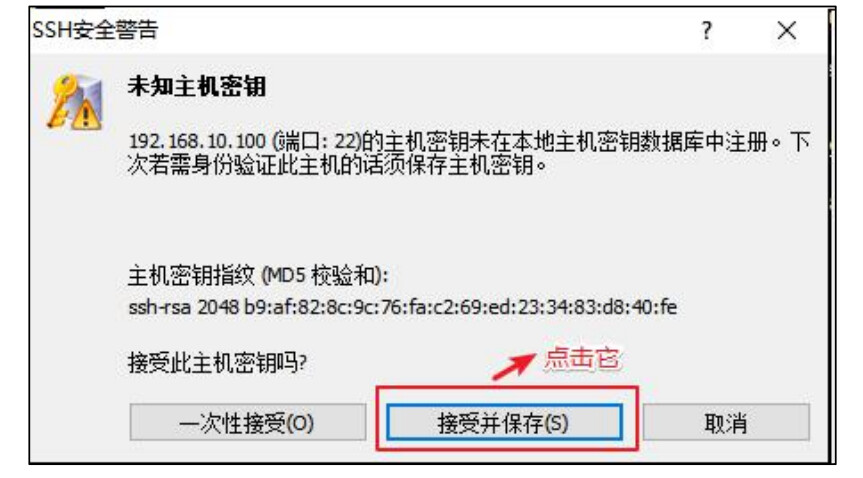 SSH安全警告
?
未知主机密钥
192.168.10.100 (端口: 22)的主机密钥未在本地主机密钥数据库中注册。下
次若需身份验证此主机的话须保存主机密钥。
主机密钥指纹 (MD5 校验和):
ssh-rsa 2048 b9:af:82:8c:9c:76:fa:c2:69:ed:23:34:83:d8:40:fe
接受此主机密钥吗?
点击它
一次性接受(O) 接受并保存(S) 取消